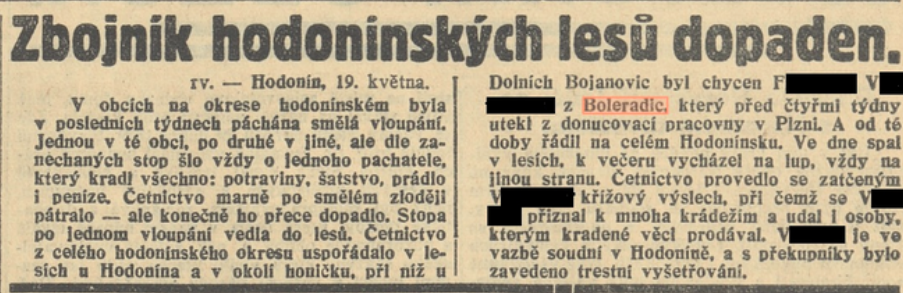 Zbojník hodonínských lesů dopaden.
rv. — Hodonín, 19. května.
V obcích na okrese hodonínském byla
v posledních týdnech páchána smělá vloupání.
Jednou v té obci, po druhé v jiné, ale dle za-
nechaných stop šlo vždy o jednoho pachatele,
který kradl všechno: potraviny, šatstvo, prádlo
i peníze. Četnictvo marně po smělém zloději
pátralo — ale konečně ho přece dopadlo. Stopa
po jednom vloupání vedla do lesů. Četnictvo
z celého hodonínského okresu uspořádalo v le-
sích u Hodonína a v okolí honičku, při níž u
Dolních Bojanovic byl chycen F V
z Boleradic, který před čtyřmi týdny
utekl z donucovací pracovny v Plzni. A od té
doby řádil na celém Hodonínsku. Ve dne spal
v lesích, k večeru vycházel na lup, vždy na
jinou stranu. Četnictvo provedlo se zatčeným
V křížový výslech, při čemž se V
přiznal k mnoha krádežím a udal i osoby,
kterým kradené věci prodával. V je ve
vazbě soudní v Hodoníně, a s překupníky bylo
zavedeno trestní vyšetřování.